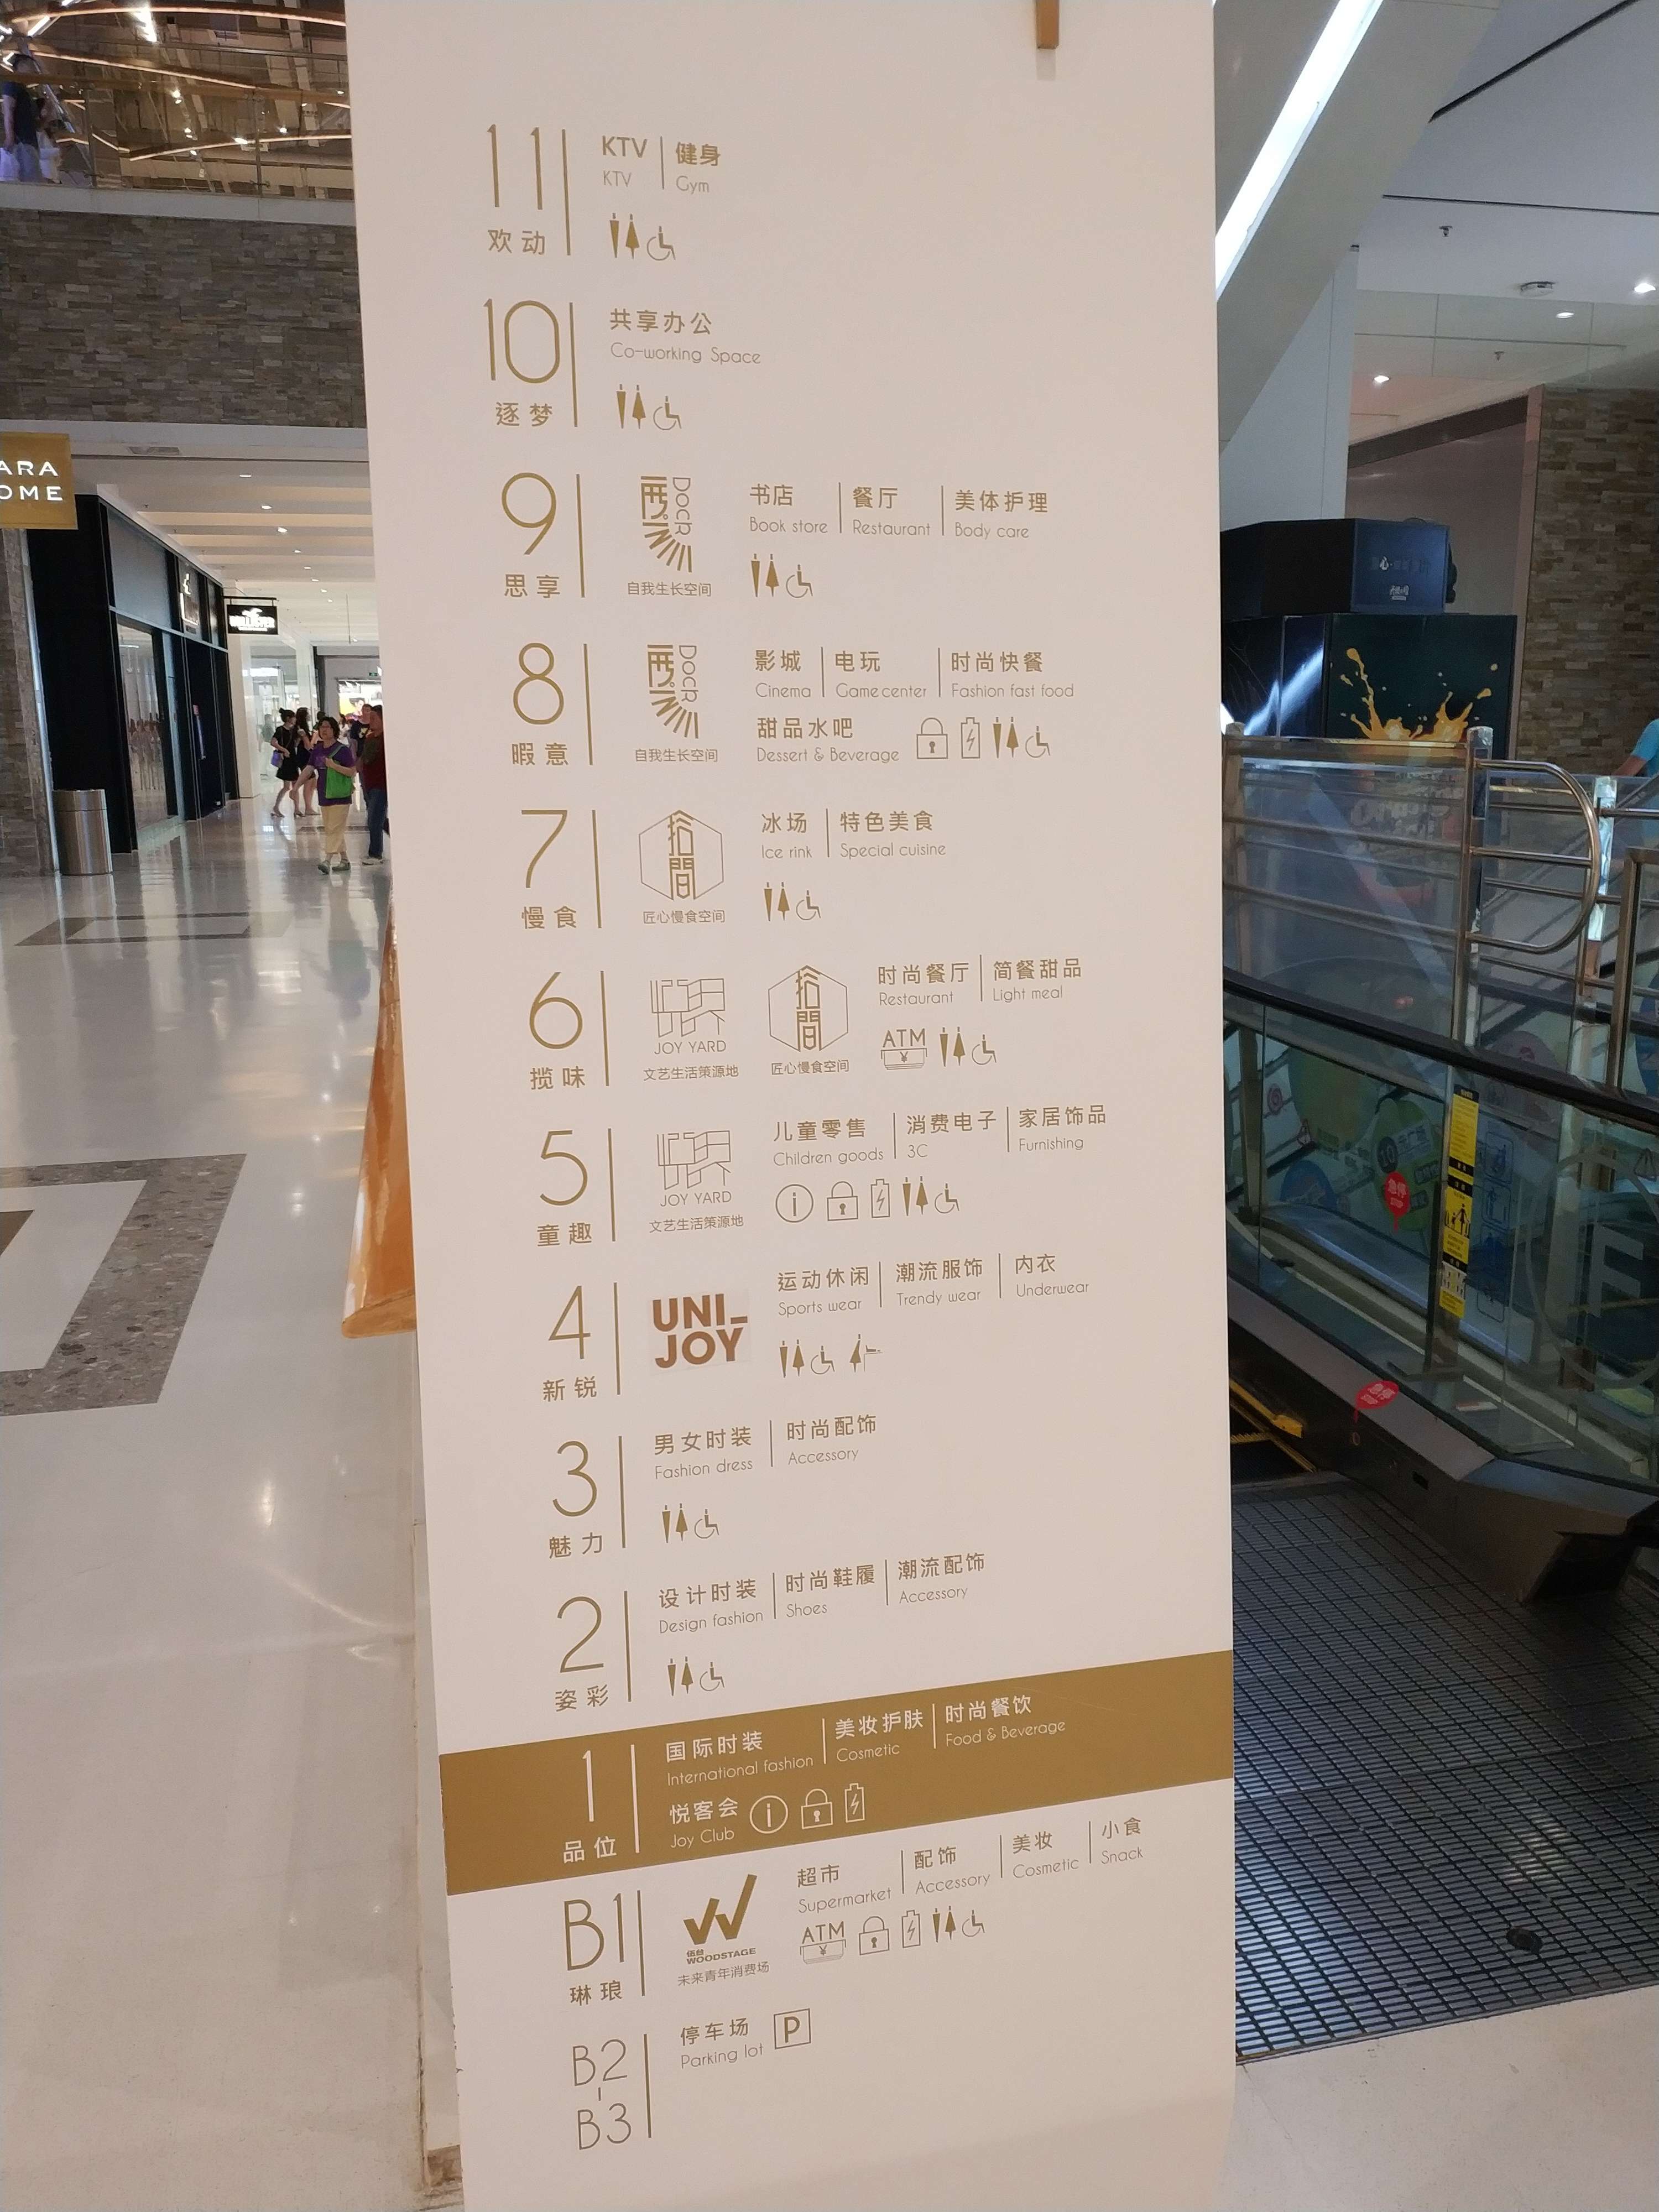 11
欢动
KTV
KTV
健身
Gym
10
逐梦
共享办公
Co-working Space
9
思享
Dock
自我生长空间
书店
Book store
餐厅
Restaurant
美体护理
Body care
8
暇意
Dock
自我生长空间
影城
Cinema
电玩
Game center
时尚快餐
Fashion fast food
甜品水吧
Dessert & Beverage
7
慢食
拾間
匠心慢食空间
冰场
Ice rink
特色美食
Special cuisine
6
揽味
JOY YARD
文艺生活策源地
拾間
匠心慢食空间
时尚餐厅
Restaurant
简餐甜品
Light meal
ATM
¥
5
童趣
JOY YARD
文艺生活策源地
儿童零售
Children goods
消费电子
3C
家居饰品
Furnishing
i
4
新锐
UNI_
JOY
运动休闲
Sports wear
潮流服饰
Trendy wear
内衣
Underwear
3
魅力
男女时装
Fashion dress
时尚配饰
Accessory
2
姿彩
设计时装
Design fashion
时尚鞋履
Shoes
潮流配饰
Accessory
1
品位
国际时装
International fashion
美妆护肤
Cosmetic
时尚餐饮
Food & Beverage
悦客会
Joy Club
i
B1
琳琅
伍台
WOODSTAGE
未来青年消费场
超市
Supermarket
配饰
Accessory
美妆
Cosmetic
小食
Snack
ATM
¥
B2
B3
停车场
Parking lot
P
ARA
OME
HOLLISTER
急停
急停